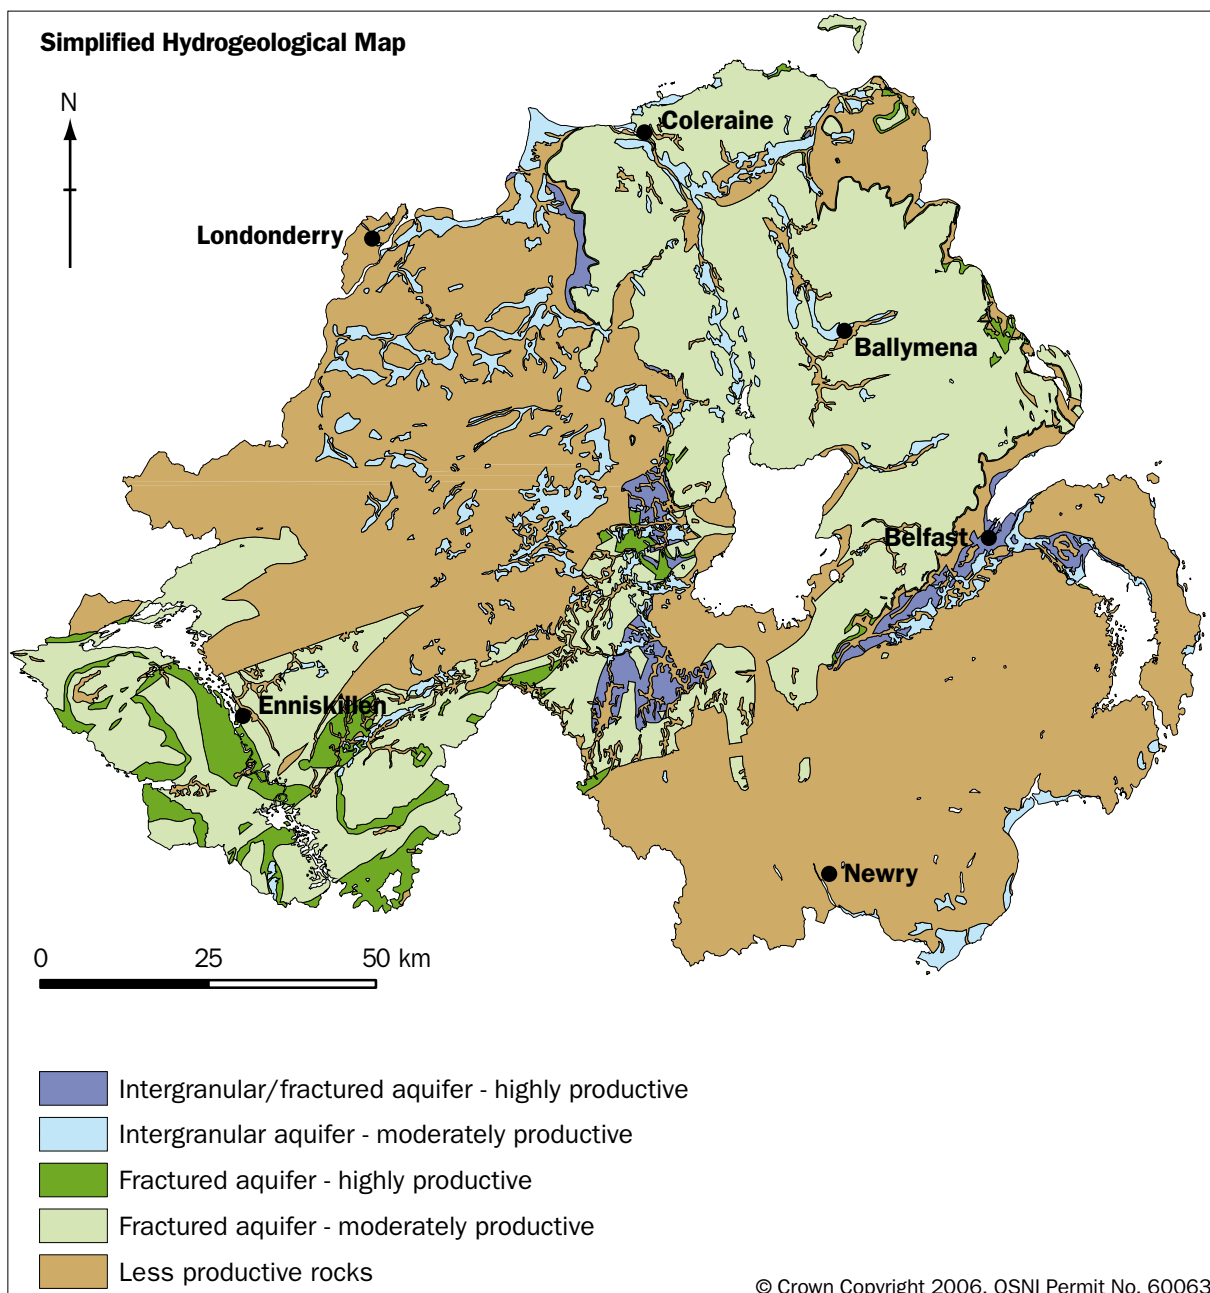 Simplified Hydrogeological Map
N
Coleraine
Londonderry
Ballymena
Belfast
Enniskillen
Newry
0 25 50 km
Intergranular/fractured aquifer - highly productive
Intergranular aquifer - moderately productive
Fractured aquifer - highly productive
Fractured aquifer - moderately productive
Less productive rocks
© Crown Copyright 2006. OSNI Permit No. 60063